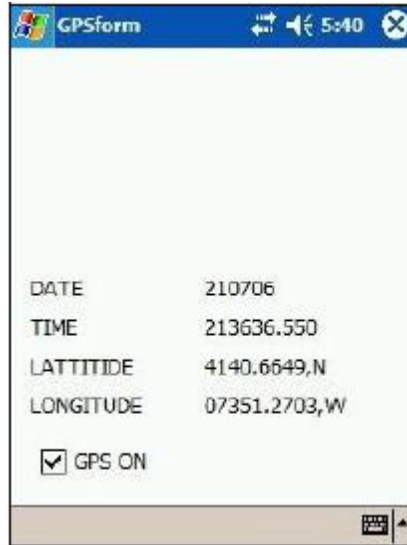 GPSform 5:40
DATE 210706
TIME 213636.550
LATTITIDE 4140.6649,N
LONGITUDE 07351.2703,W
GPS ON